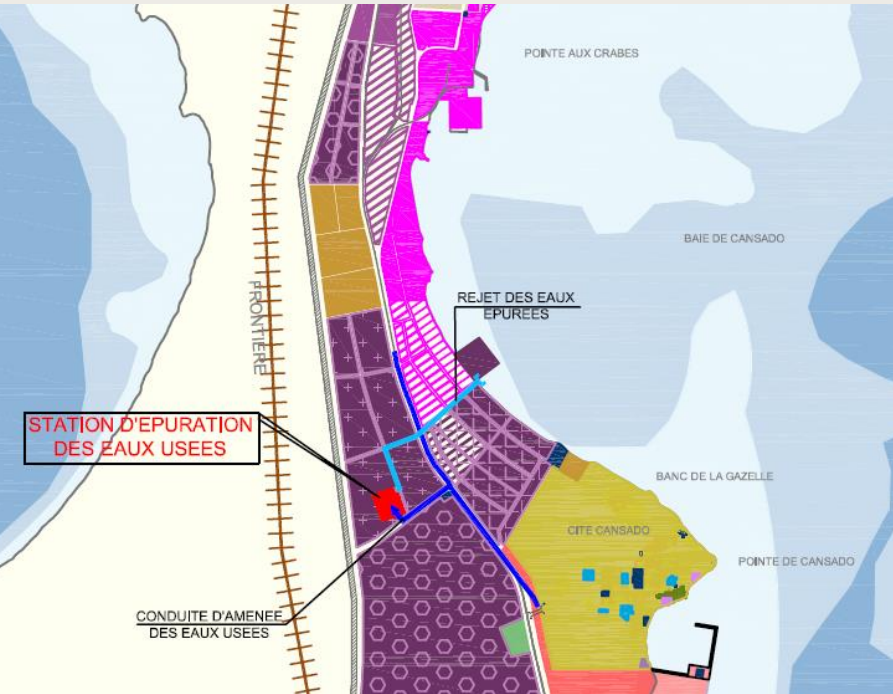 POINTE AUX CRABES
BAIE DE CANSADO
FRONTIERE
REJET DES EAUX
EPUREES
STATION D'EPURATION
DES EAUX USEES
BANC DE LA GAZELLE
CITE CANSADO
POINTE DE CANSADO
CONDUITE D'AMENEE
DES EAUX USEES